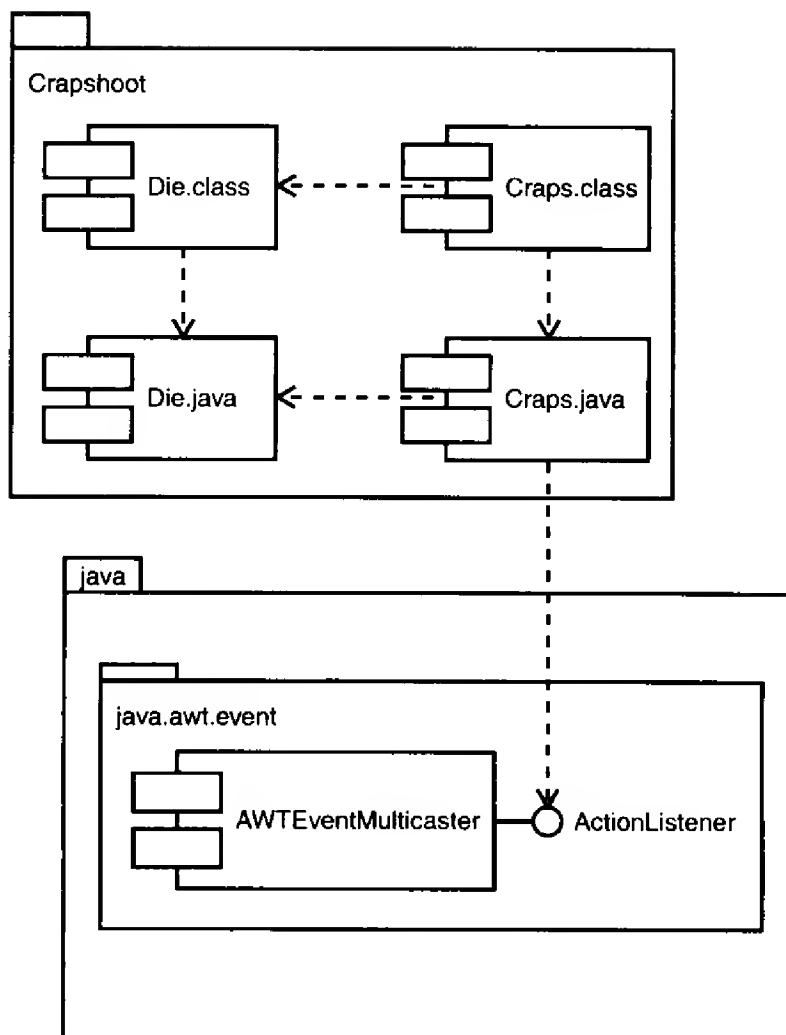 Crapshoot
Die.class
Craps.class
Die.java
Craps.java
java
java.awt.event
AWTEventMulticaster
ActionListener